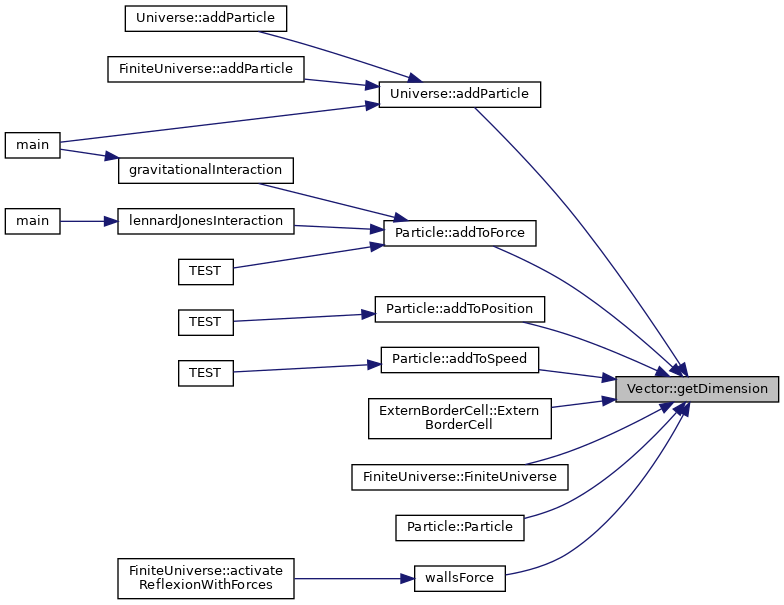 Universe::addParticle
FiniteUniverse::addParticle
Universe::addParticle
main
gravitationalInteraction
main
lennardJonesInteraction
Particle::addToForce
TEST
Particle::addToPosition
TEST
Particle::addToSpeed
TEST
Vector::getDimension
ExternBorderCell::Extern
BorderCell
FiniteUniverse::FiniteUniverse
Particle::Particle
FiniteUniverse::activate
ReflexionWithForces
wallsForce